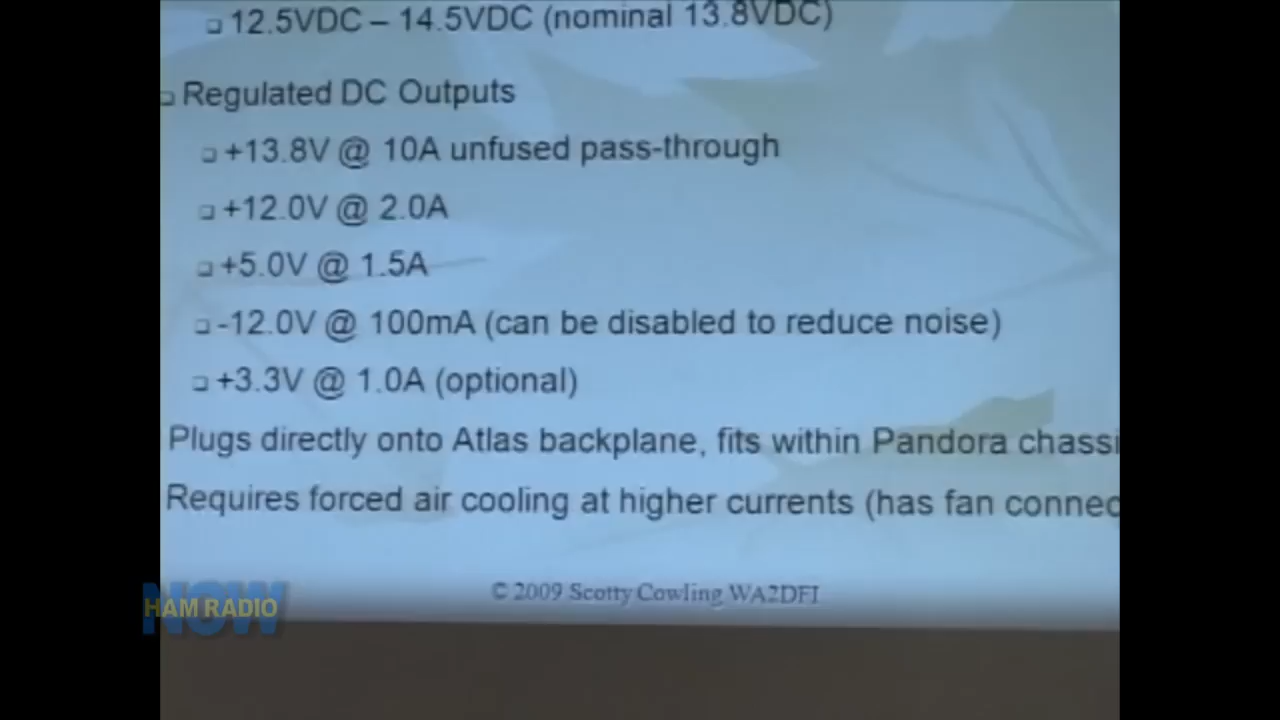 12.5VDC – 14.5VDC (nominal 13.8VDC)
Regulated DC Outputs
+13.8V @ 10A unfused pass-through
+12.0V @ 2.0A
+5.0V @ 1.5A
-12.0V @ 100mA (can be disabled to reduce noise)
+3.3V @ 1.0A (optional)
Plugs directly onto Atlas backplane, fits within Pandora chassi
Requires forced air cooling at higher currents (has fan connec
© 2009 Scotty Cowling WA2DFI
NOW
HAM RADIO